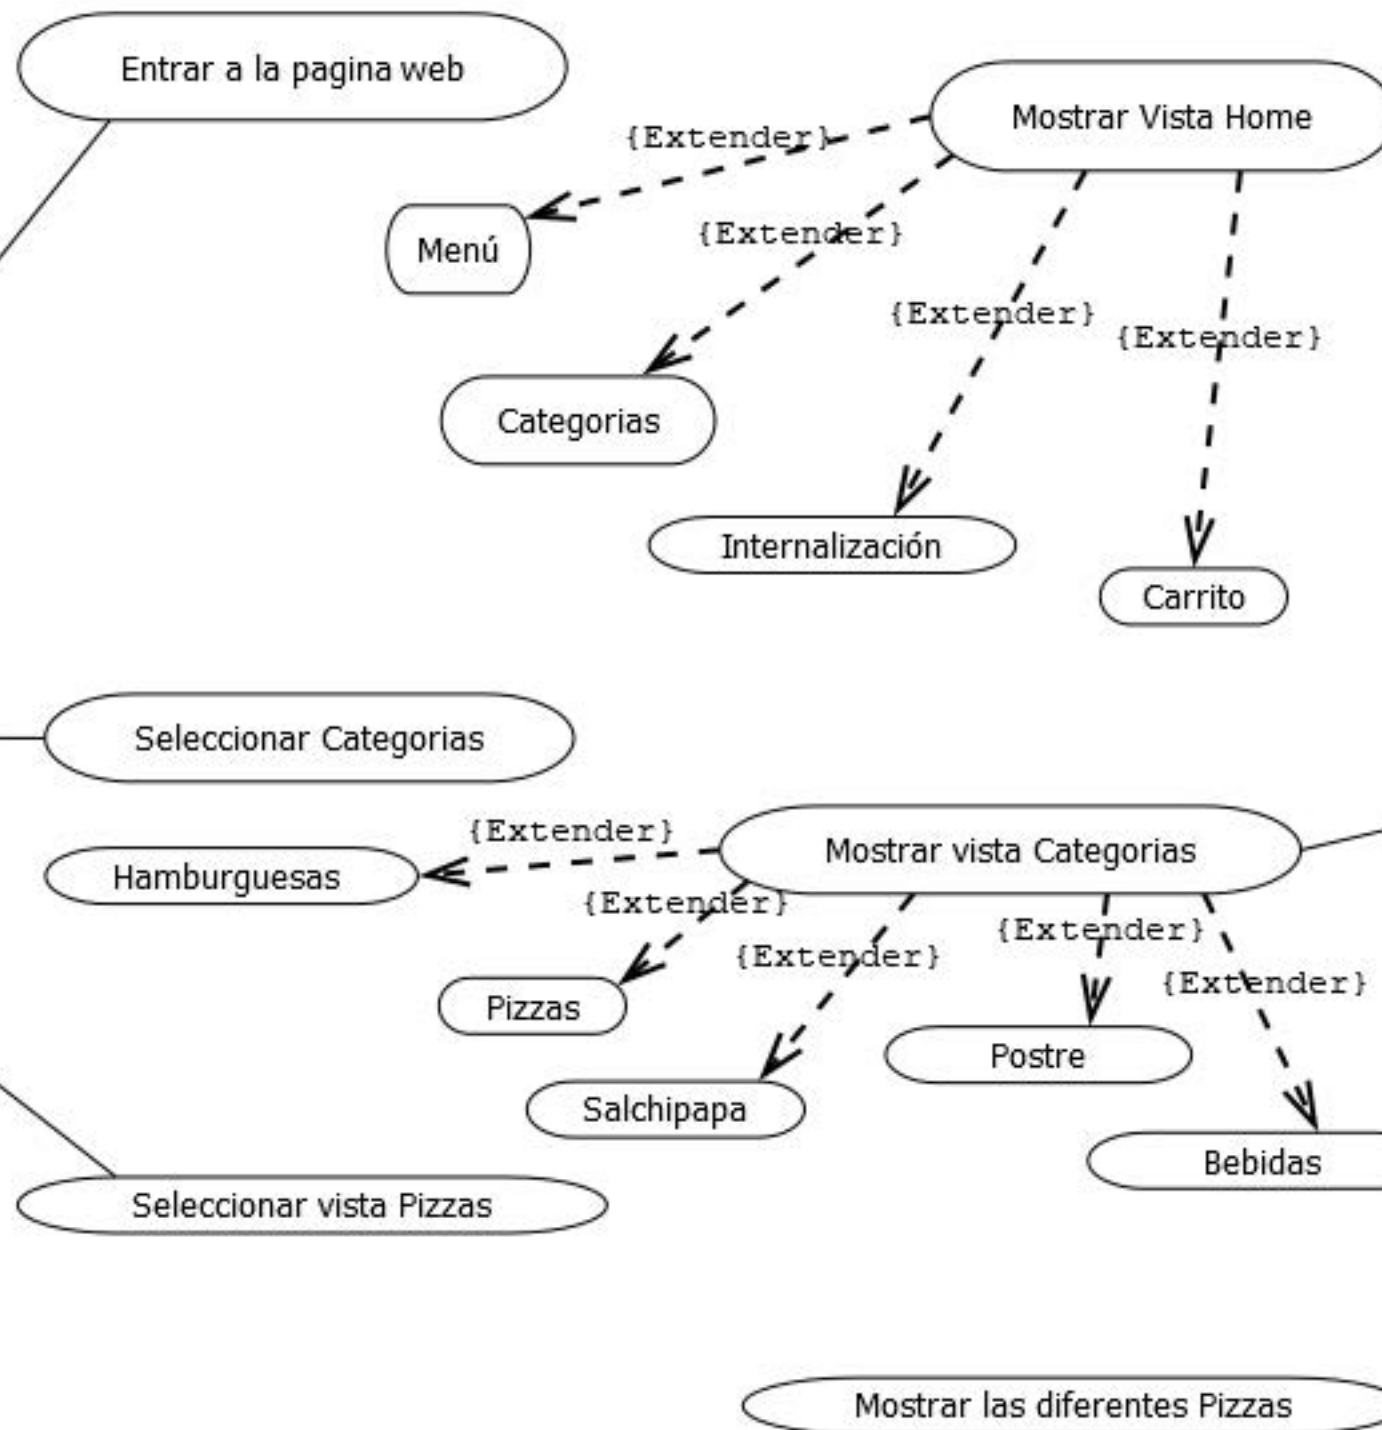 Entrar a la pagina web
Mostrar Vista Home
{Extender}
Menú
{Extender}
{Extender}
{Extender}
Categorias
Internalización
Carrito
Seleccionar Categorias
{Extender}
Mostrar vista Categorias
Hamburguesas
{Extender}
{Extender}
{Extender}
{Extender}
Pizzas
Postre
Salchipapa
Bebidas
Seleccionar vista Pizzas
Mostrar las diferentes Pizzas